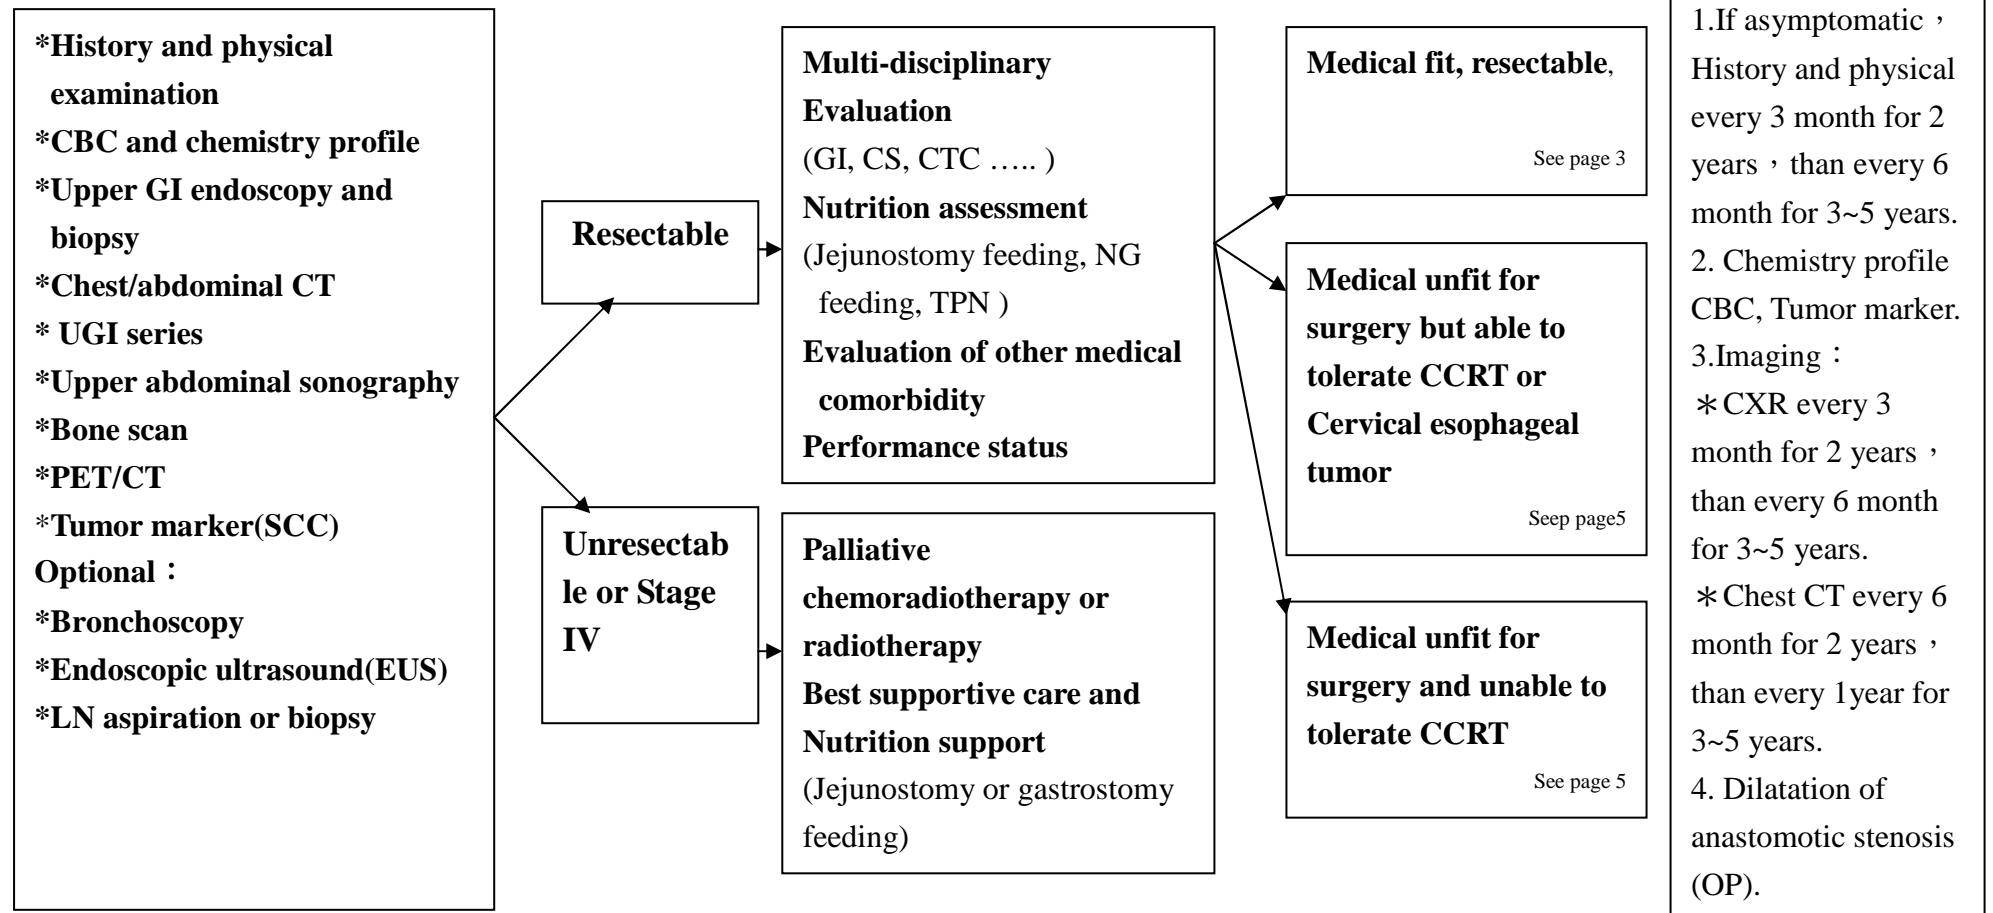 *History and physical
examination
*CBC and chemistry profile
*Upper GI endoscopy and
biopsy
*Chest/abdominal CT
* UGI series
*Upper abdominal sonography
*Bone scan
*PET/CT
*Tumor marker(SCC)
Optional：
*Bronchoscopy
*Endoscopic ultrasound(EUS)
*LN aspiration or biopsy
Resectable
Unresectab
le or Stage
IV
Multi-disciplinary
Evaluation
(GI, CS, CTC ….. )
Nutrition assessment
(Jejunostomy feeding, NG
feeding, TPN )
Evaluation of other medical
comorbidity
Performance status
Palliative
chemoradiotherapy or
radiotherapy
Best supportive care and
Nutrition support
(Jejunostomy or gastrostomy
feeding)
Medical fit, resectable,
See page 3
Medical unfit for
surgery but able to
tolerate CCRT or
Cervical esophageal
tumor
Seep page5
Medical unfit for
surgery and unable to
tolerate CCRT
See page 5
1.If asymptomatic，
History and physical
every 3 month for 2
years，than every 6
month for 3~5 years.
2. Chemistry profile
CBC, Tumor marker.
3.Imaging：
＊CXR every 3
month for 2 years，
than every 6 month
for 3~5 years.
＊Chest CT every 6
month for 2 years，
than every 1year for
3~5 years.
4. Dilatation of
anastomotic stenosis
(OP).